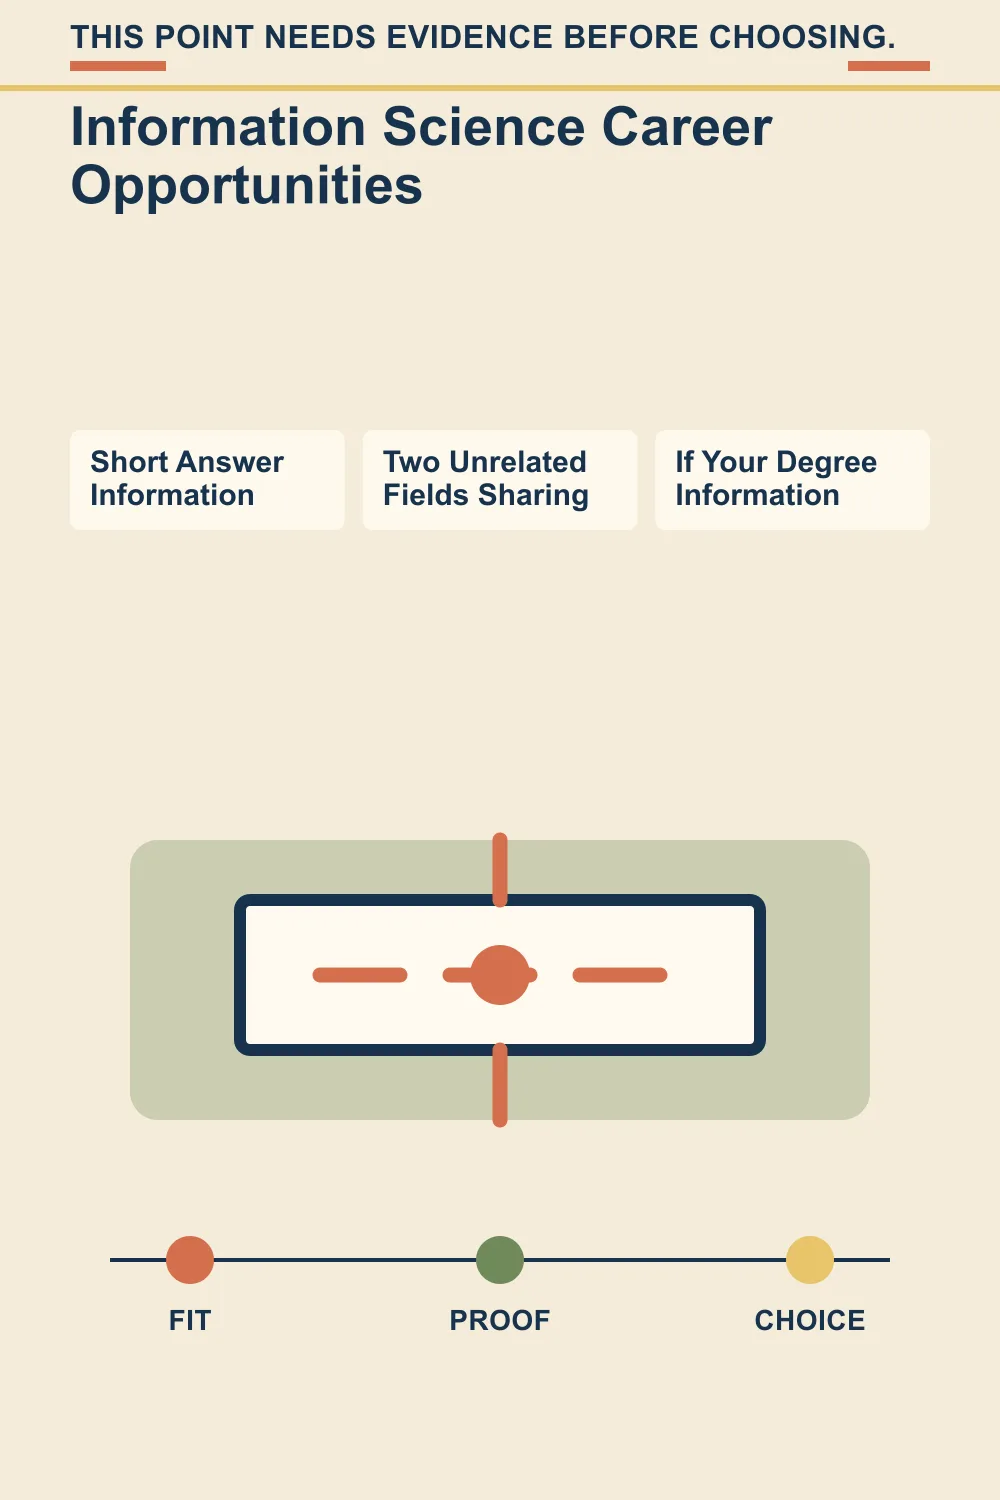 THIS POINT NEEDS EVIDENCE BEFORE CHOOSING.
Information Science Career
Opportunities
Short Answer
Information
Two Unrelated
Fields Sharing
If Your Degree
Information
FIT
PROOF
CHOICE